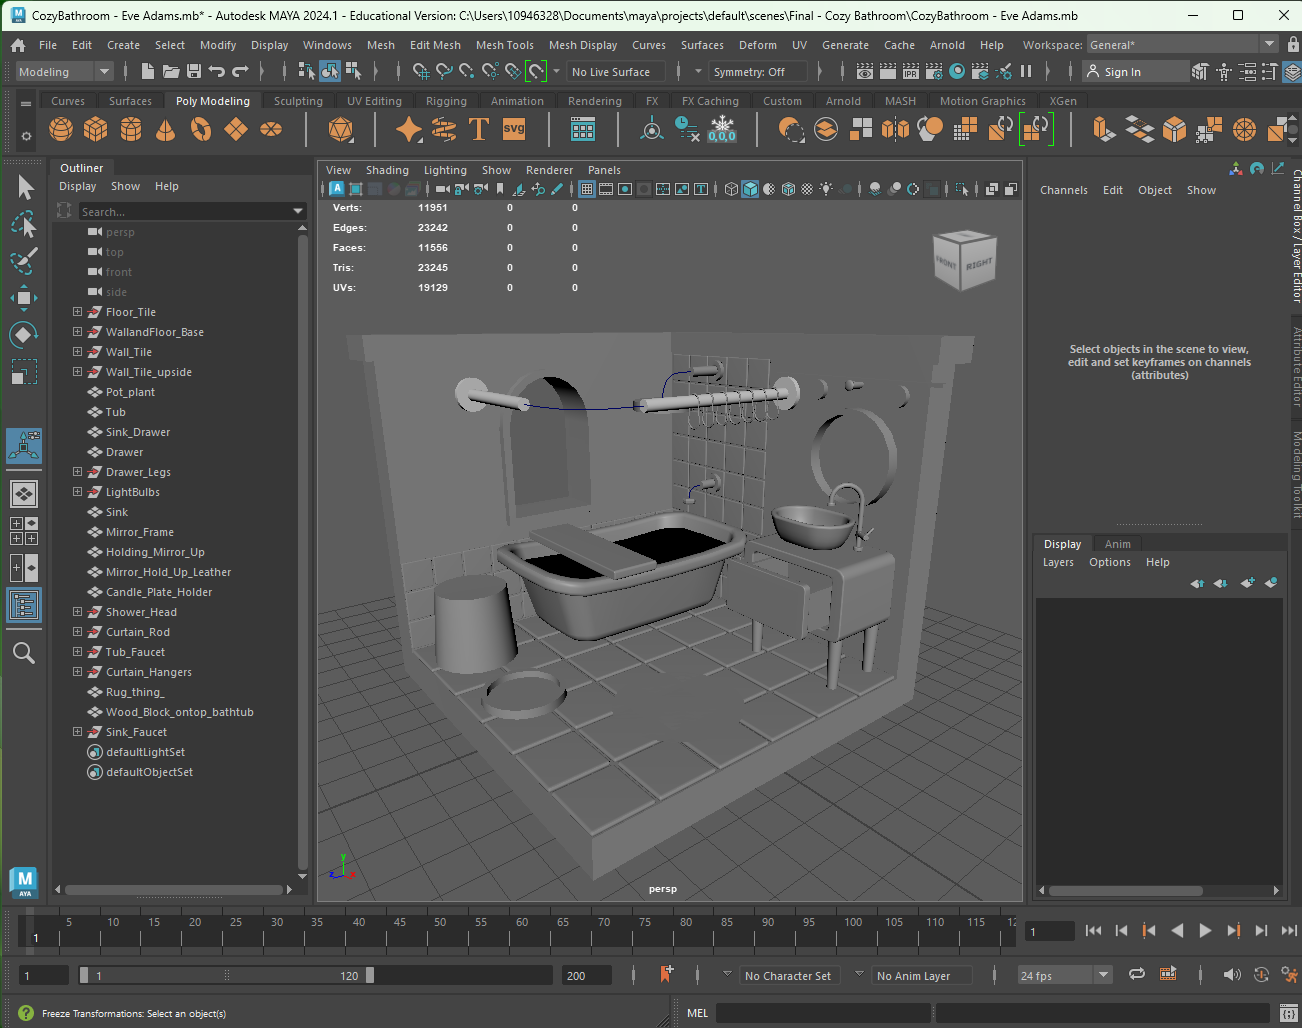 CozyBathroom - Eve Adams.mb* - Autodesk MAYA 2024.1 - Educational Version: C:\Users\10946328\Documents\maya\projects\default\scenes\Final - Cozy Bathroom\CozyBathroom - Eve Adams.mb
File Edit Create Select Modify Display Windows Mesh Edit Mesh Mesh Tools Mesh Display Curves Surfaces Deform UV Generate Cache Arnold Help Workspace: General*
Modeling No Live Surface Symmetry: Off IPR Sign In
Curves Surfaces Poly Modeling Sculpting UV Editing Rigging Animation Rendering FX FX Caching Custom Arnold MASH Motion Graphics XGen
T SVG 0,0,0
Outliner
Display Show Help
Search...
persp
top
front
side
Floor_Tile
WallandFloor_Base
Wall_Tile
Wall_Tile_upside
Pot_plant
Tub
Sink_Drawer
Drawer
Drawer_Legs
LightBulbs
Sink
Mirror_Frame
Holding_Mirror_Up
Mirror_Hold_Up_Leather
Candle_Plate_Holder
Shower_Head
Curtain_Rod
Tub_Faucet
Curtain_Hangers
Rug_thing_
Wood_Block_ontop_bathtub
Sink_Faucet
defaultLightSet
defaultObjectSet
M
AYA
View Shading Lighting Show Renderer Panels
A
Verts: 11951 0 0
Edges: 23242 0 0
Faces: 11556 0 0
Tris: 23245 0 0
UVs: 19129 0 0
FRONT RIGHT
y
z x
persp
Channels Edit Object Show
Select objects in the scene to view,
edit and set keyframes on channels
(attributes)
Channel Box / Layer Editor
Attribute Editor
Modeling Toolkit
Display Anim
Layers Options Help
5 10 15 20 25 30 35 40 45 50 55 60 65 70 75 80 85 90 95 100 105 110 115 12
1
1
1 1 120 200 No Character Set No Anim Layer 24 fps
Freeze Transformations: Select an object(s)
MEL